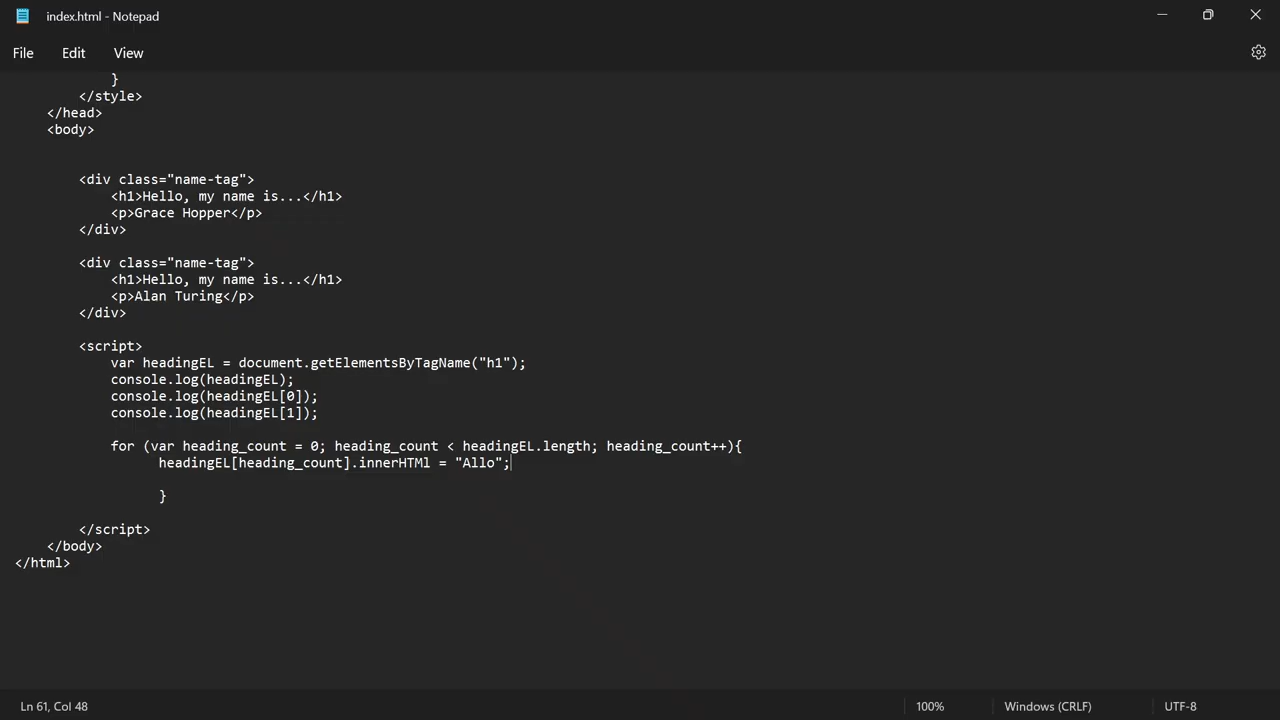 index.html - Notepad
File Edit View
}
</style>
</head>
<body>
<div class="name-tag">
<h1>Hello, my name is...</h1>
<p>Grace Hopper</p>
</div>
<div class="name-tag">
<h1>Hello, my name is...</h1>
<p>Alan Turing</p>
</div>
<script>
var headingEL = document.getElementsByTagName("h1");
console.log(headingEL);
console.log(headingEL[0]);
console.log(headingEL[1]);
for (var heading_count = 0; heading_count < headingEL.length; heading_count++){
headingEL[heading_count].innerHTMl = "Allo";
}
</script>
</body>
</html>
Ln 61, Col 48 100% Windows (CRLF) UTF-8